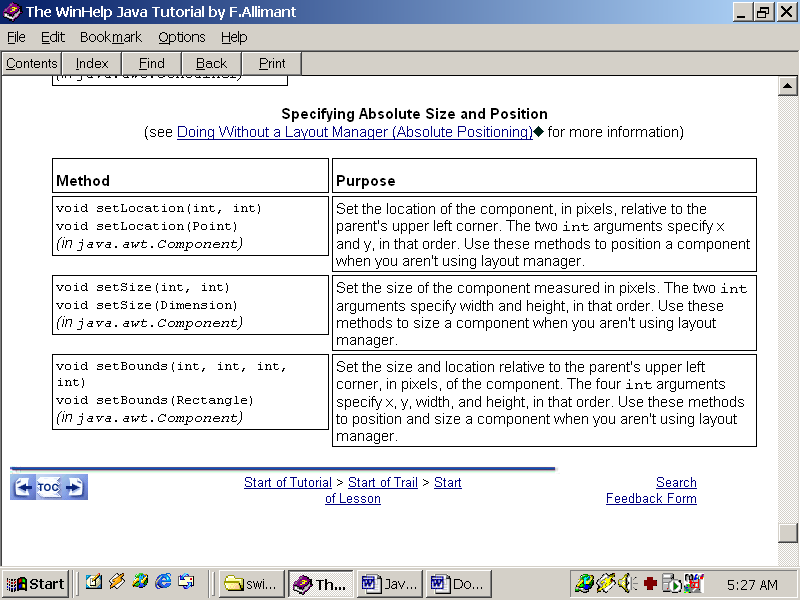 The WinHelp Java Tutorial by F.Allimant
File Edit Bookmark Options Help
Contents Index Find Back Print
(in java.awt.Container)
Specifying Absolute Size and Position
(see Doing Without a Layout Manager (Absolute Positioning)◆ for more information)
Method
Purpose
void setLocation(int, int)
void setLocation(Point)
(in java.awt.Component)
Set the location of the component, in pixels, relative to the
parent's upper left corner. The two int arguments specify x
and y, in that order. Use these methods to position a component
when you aren't using layout manager.
void setSize(int, int)
void setSize(Dimension)
(in java.awt.Component)
Set the size of the component measured in pixels. The two int
arguments specify width and height, in that order. Use these
methods to size a component when you aren't using layout
manager.
void setBounds(int, int, int,
int)
void setBounds(Rectangle)
(in java.awt.Component)
Set the size and location relative to the parent's upper left
corner, in pixels, of the component. The four int arguments
specify x, y, width, and height, in that order. Use these methods
to position and size a component when you aren't using layout
manager.
TOC
Start of Tutorial > Start of Trail > Start
of Lesson
Search
Feedback Form
Start swi... Th... Jav... Do... 5:27 AM